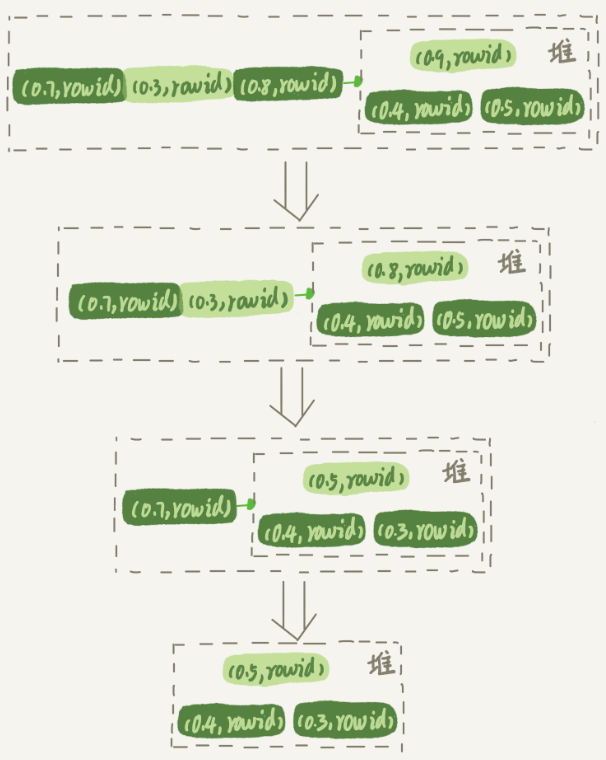 (0.9, rowid) 堆
(0.7, rowid) (0.3, rowid) (0.8, rowid)
(0.4, rowid) (0.5, rowid)
(0.8, rowid) 堆
(0.7, rowid) (0.3, rowid)
(0.4, rowid) (0.5, rowid)
(0.5, rowid) 堆
(0.7, rowid)
(0.4, rowid) (0.3, rowid)
(0.5, rowid) 堆
(0.4, rowid) (0.3, rowid)